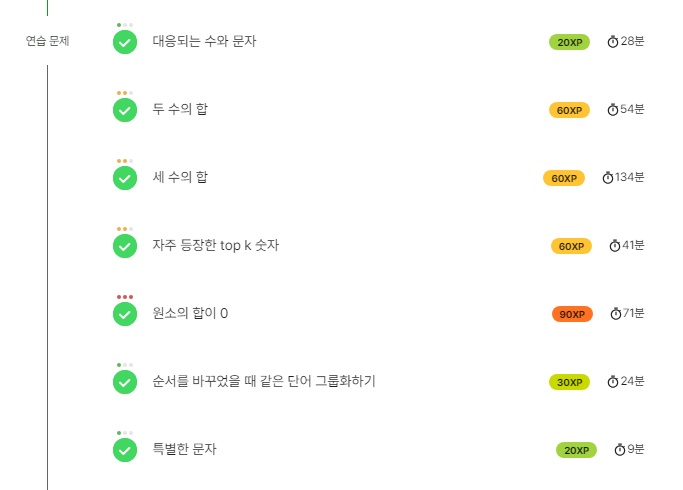 연습 문제
대응되는 수와 문자 20XP 28분
두 수의 합 60XP 54분
세 수의 합 60XP 134분
자주 등장한 top k 숫자 60XP 41분
원소의 합이 0 90XP 71분
순서를 바꾸었을 때 같은 단어 그룹화하기 30XP 24분
특별한 문자 20XP 9분